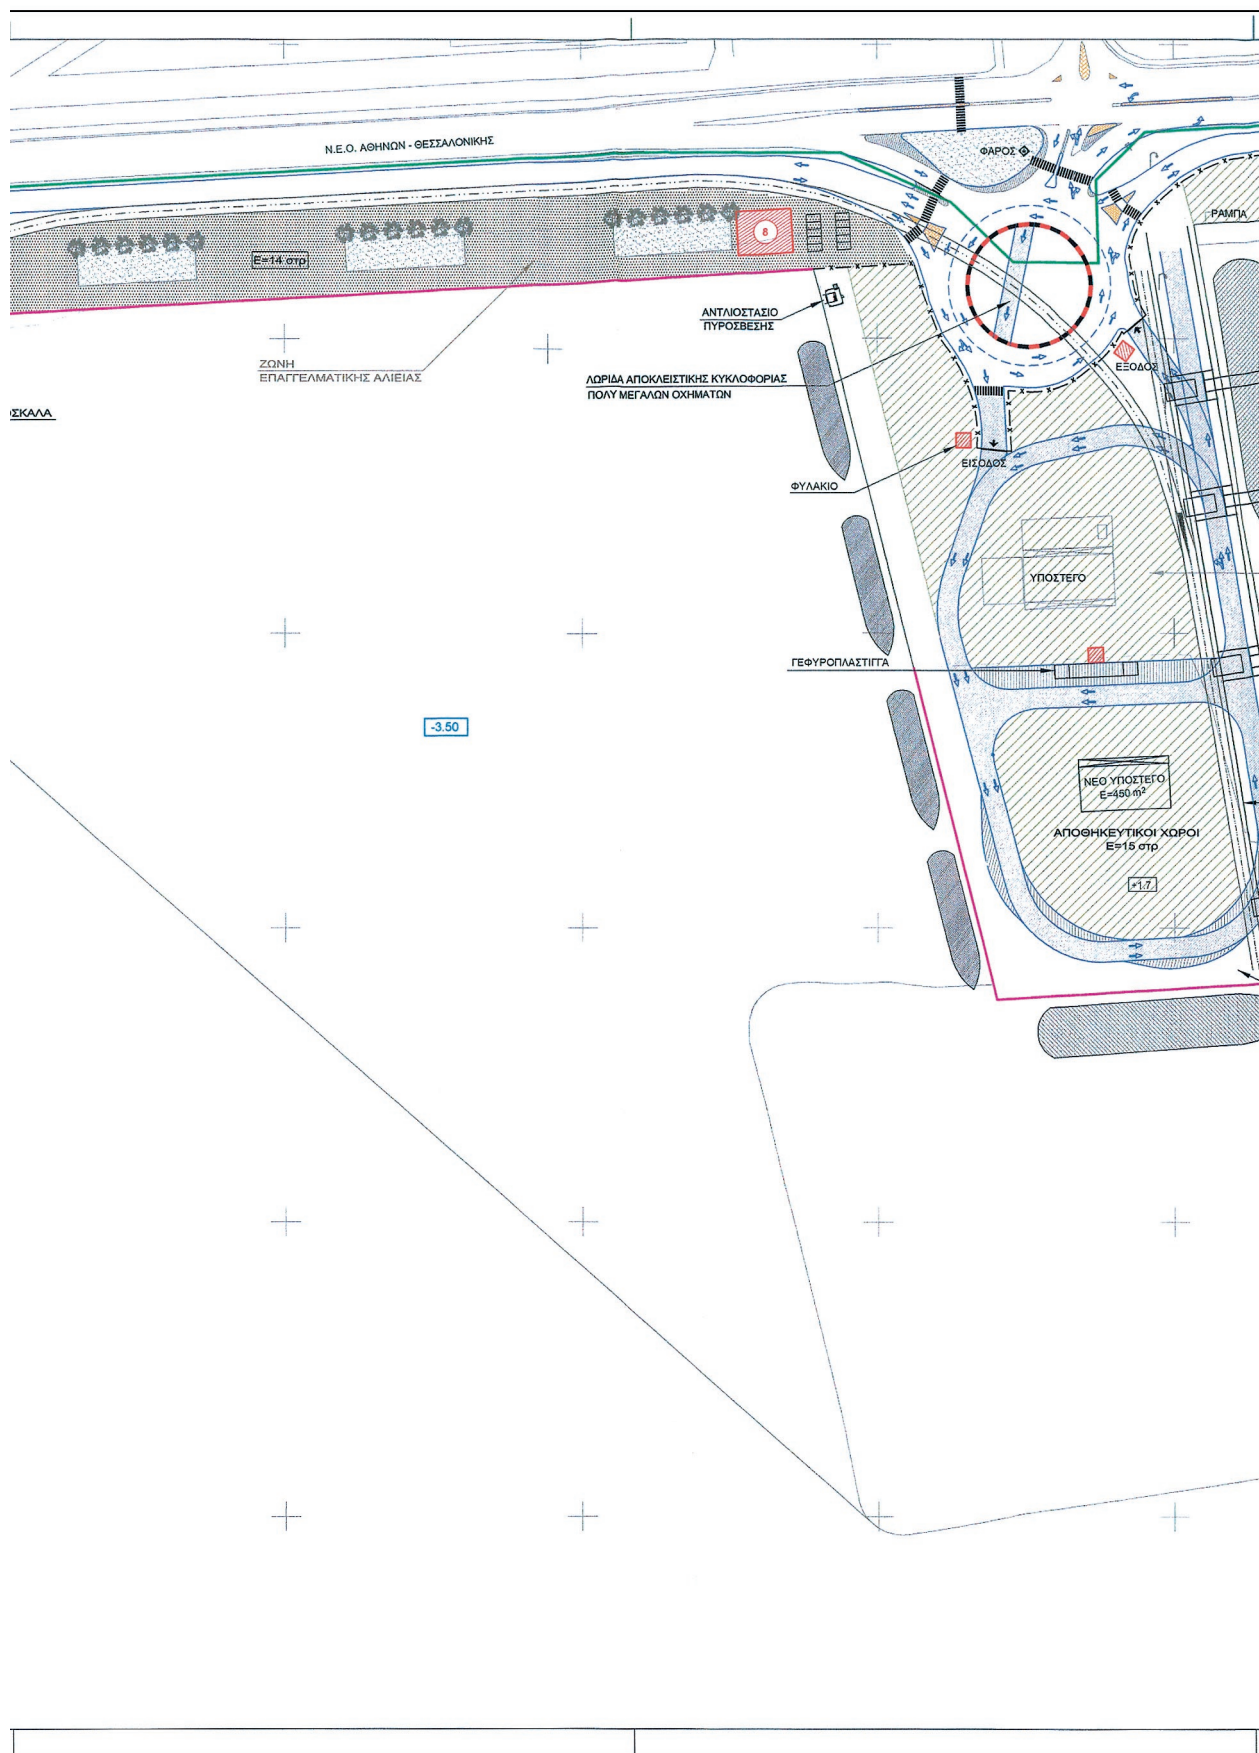 Ν.Ε.Ο. ΑΘΗΝΩΝ - ΘΕΣΣΑΛΟΝΙΚΗΣ
ΦΑΡΟΣ
ΡΑΜΠΑ
8
Ε=14 στρ
ΑΝΤΛΙΟΣΤΑΣΙΟ
ΠΥΡΟΣΒΕΣΗΣ
ΖΩΝΗ
ΕΠΑΓΓΕΛΜΑΤΙΚΗΣ ΑΛΙΕΙΑΣ
ΛΩΡΙΔΑ ΑΠΟΚΛΕΙΣΤΙΚΗΣ ΚΥΚΛΟΦΟΡΙΑΣ
ΠΟΛΥ ΜΕΓΑΛΩΝ ΟΧΗΜΑΤΩΝ
ΕΞΟΔΟΣ
ΟΣΚΑΛΑ
ΕΙΣΟΔΟΣ
ΦΥΛΑΚΙΟ
ΥΠΟΣΤΕΓΟ
ΓΕΦΥΡΟΠΛΑΣΤΙΓΓΑ
-3.50
ΝΕΟ ΥΠΟΣΤΕΓΟ
Ε=450 m²
ΑΠΟΘΗΚΕΥΤΙΚΟΙ ΧΩΡΟΙ
Ε=15 στρ
+1.7